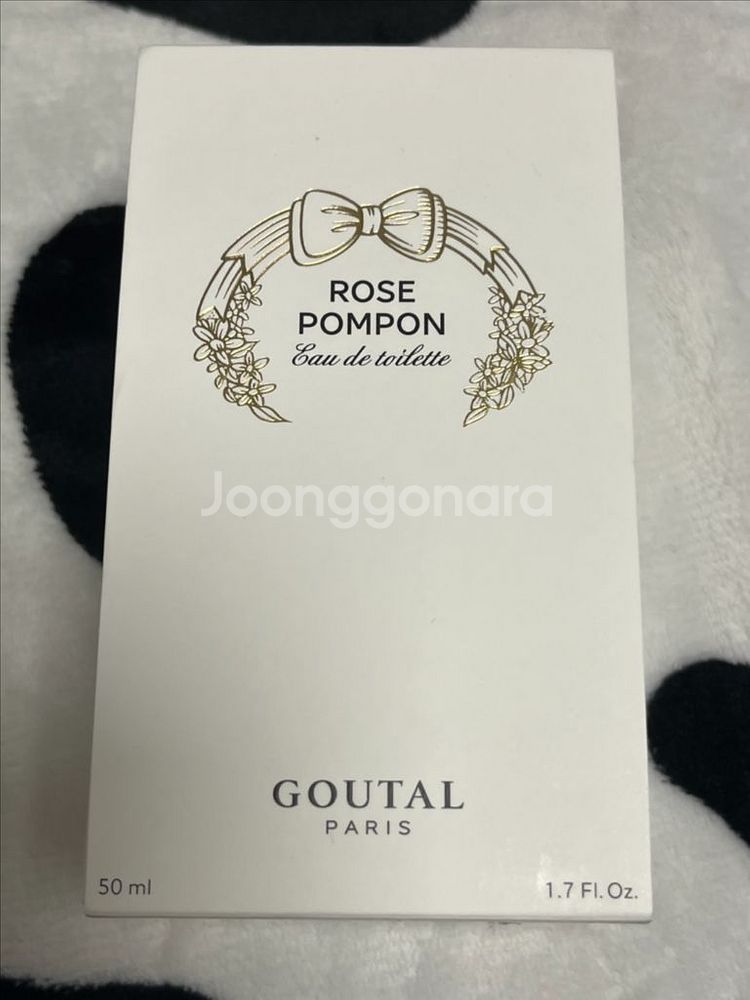 ROSE
POMPON
Eau de toilette
Joonggonara
GOUTAL
PARIS
50 ml
1.7 Fl. Oz.